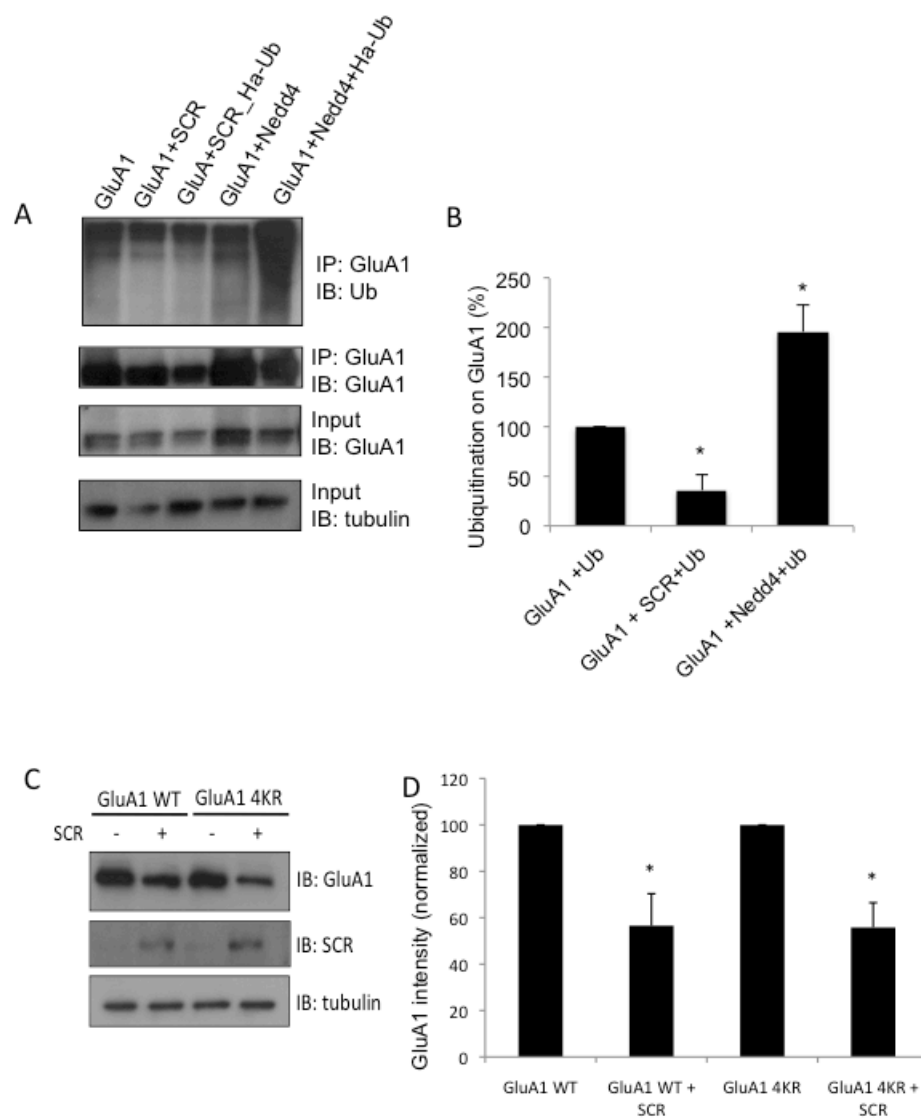 A
GluA1
GluA1+SCR
GluA+SCR_Ha-Ub
GluA1+Nedd4
GluA1+Nedd4+Ha-Ub
IP: GluA1
IB: Ub
IP: GluA1
IB: GluA1
Input
IB: GluA1
Input
IB: tubulin
B
Ubiquitination on GluA1 (%)
250
200
150
100
50
0
*
*
GluA1 +Ub
GluA1 + SCR+Ub
GluA1 +Nedd4+ub
C
GluA1 WT GluA1 4KR
SCR - + - +
IB: GluA1
IB: SCR
IB: tubulin
D
GluA1 intensity (normalized)
120
100
80
60
40
20
0
*
*
GluA1 WT
GluA1 WT +
SCR
GluA1 4KR
GluA1 4KR +
SCR